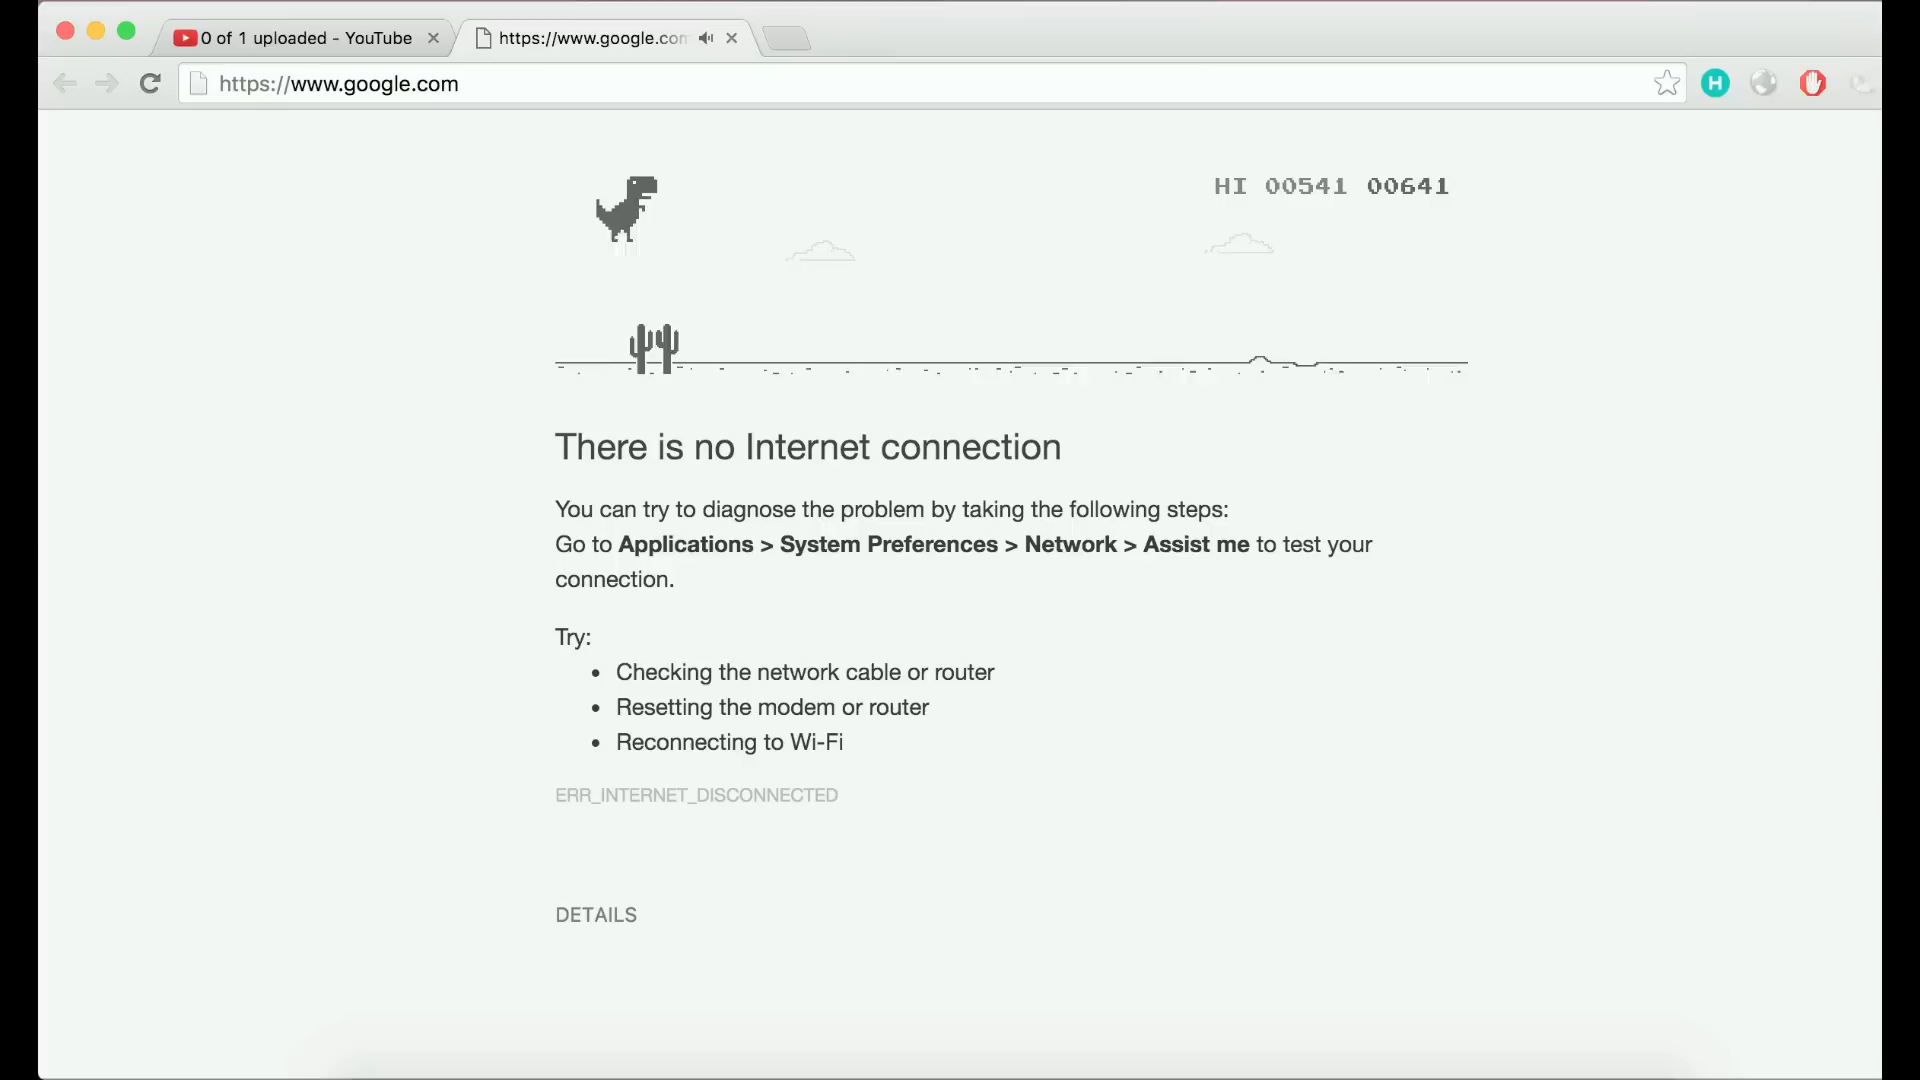 0 of 1 uploaded - YouTube
https://www.google.com
https://www.google.com
H
HI 00541 00641
There is no Internet connection
You can try to diagnose the problem by taking the following steps:
Go to Applications > System Preferences > Network > Assist me to test your
connection.
Try:
Checking the network cable or router
Resetting the modem or router
Reconnecting to Wi-Fi
ERR_INTERNET_DISCONNECTED
DETAILS